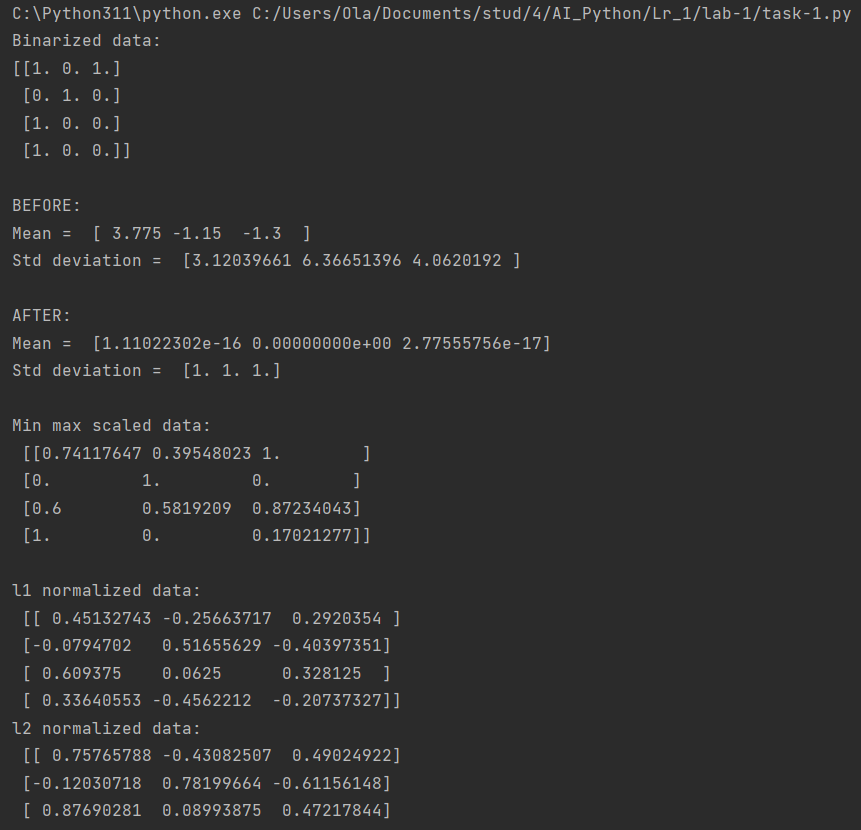 C:\Python311\python.exe C:/Users/Ola/Documents/stud/4/AI_Python/Lr_1/lab-1/task-1.py
Binarized data:
[[1. 0. 1.]
 [0. 1. 0.]
 [1. 0. 0.]
 [1. 0. 0.]]

BEFORE:
Mean =  [ 3.775 -1.15  -1.3  ]
Std deviation =  [3.12039661 6.36651396 4.0620192 ]

AFTER:
Mean =  [1.11022302e-16 0.00000000e+00 2.77555756e-17]
Std deviation =  [1. 1. 1.]

Min max scaled data:
 [[0.74117647 0.39548023 1.        ]
 [0.         1.         0.        ]
 [0.6        0.5819209  0.87234043]
 [1.         0.         0.17021277]]

l1 normalized data:
 [[ 0.45132743 -0.25663717  0.2920354 ]
 [-0.0794702   0.51655629 -0.40397351]
 [ 0.609375    0.0625      0.328125  ]
 [ 0.33640553 -0.4562212  -0.20737327]]
l2 normalized data:
 [[ 0.75765788 -0.43082507  0.49024922]
 [-0.12030718  0.78199664 -0.61156148]
 [ 0.87690281  0.08993875  0.47217844]